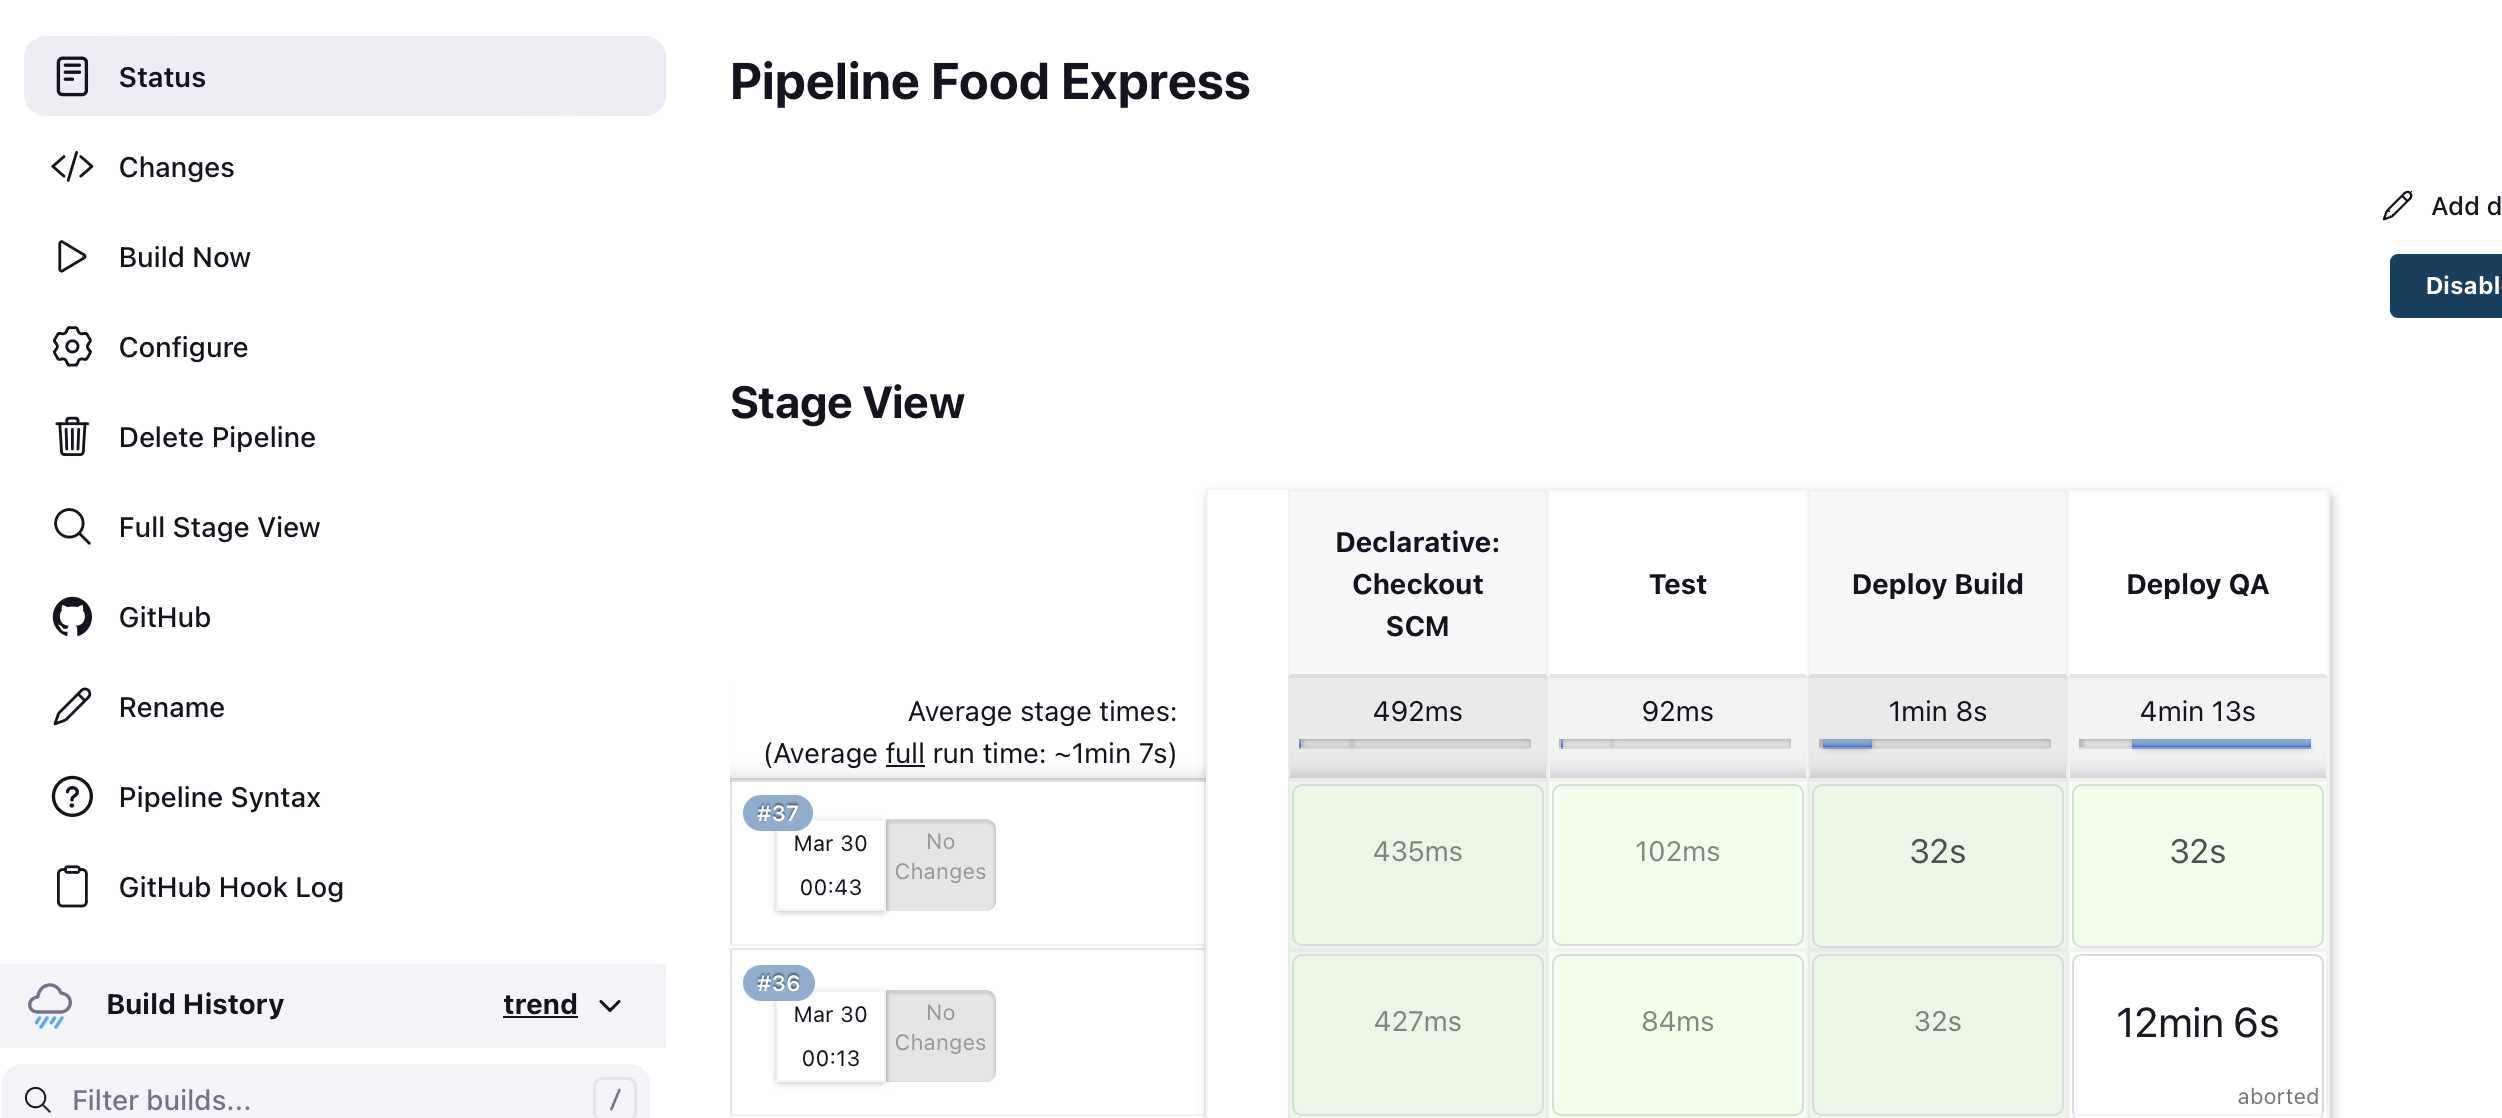 Status
Changes
Build Now
Configure
Delete Pipeline
Full Stage View
GitHub
Rename
Pipeline Syntax
GitHub Hook Log
Build History
trend
Filter builds...
/
Pipeline Food Express
Add d
Disabl
Stage View
Declarative:
Checkout
SCM
Test
Deploy Build
Deploy QA
Average stage times:
(Average full run time: ~1min 7s)
492ms
92ms
1min 8s
4min 13s
#37
Mar 30
00:43
No
Changes
435ms
102ms
32s
32s
#36
Mar 30
00:13
No
Changes
427ms
84ms
32s
12min 6s
aborted